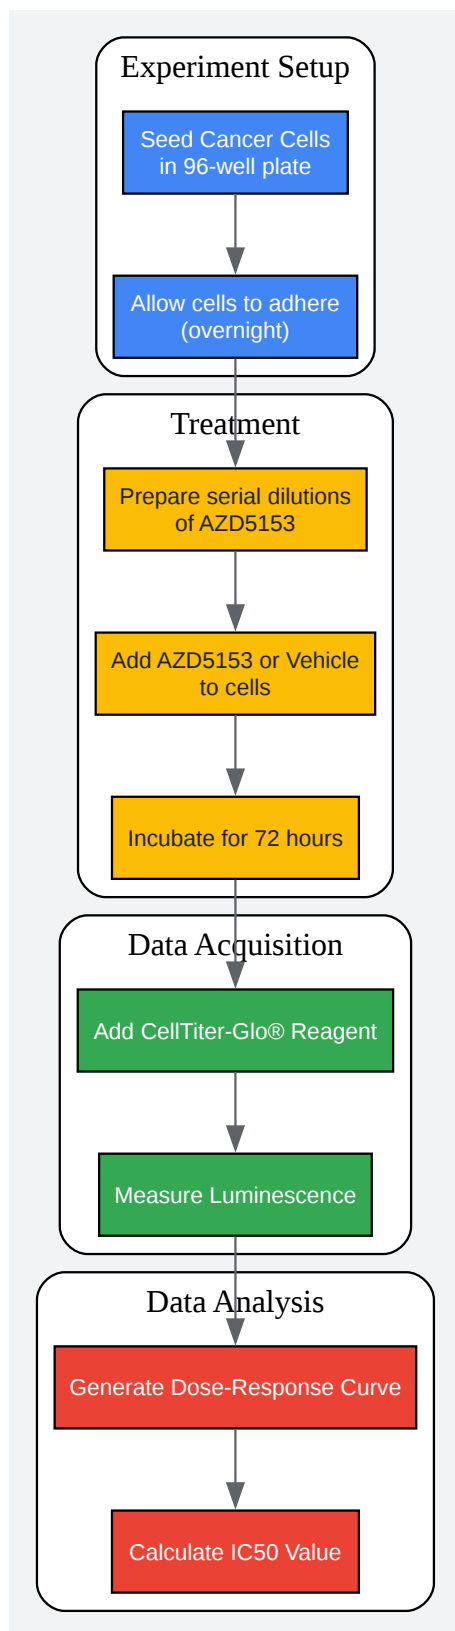 Experiment Setup
Seed Cancer Cells
in 96-well plate
Allow cells to adhere
(overnight)
Treatment
Prepare serial dilutions
of AZD5153
Add AZD5153 or Vehicle
to cells
Incubate for 72 hours
Data Acquisition
Add CellTiter-Glo® Reagent
Measure Luminescence
Data Analysis
Generate Dose-Response Curve
Calculate IC50 Value